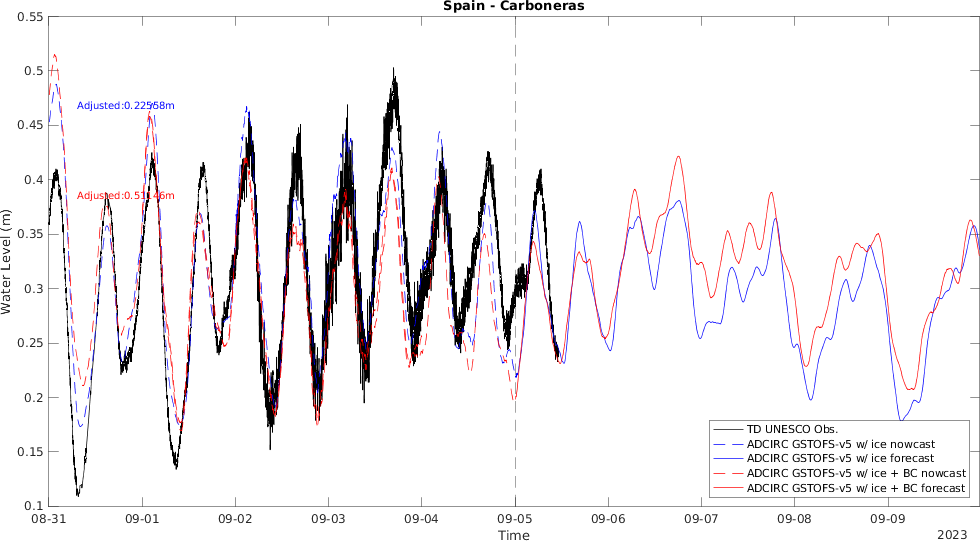 Spain - Carboneras
0.55
0.5
0.45
0.4
0.35
0.3
0.25
0.2
0.15
0.1
Water Level (m)
Adjusted:0.22558m
Adjusted:0.51146m
TD UNESCO Obs.
ADCIRC GSTOFS-v5 w/ ice nowcast
ADCIRC GSTOFS-v5 w/ ice forecast
ADCIRC GSTOFS-v5 w/ ice + BC nowcast
ADCIRC GSTOFS-v5 w/ ice + BC forecast
08-31 09-01 09-02 09-03 09-04 09-05 09-06 09-07 09-08 09-09
Time
2023